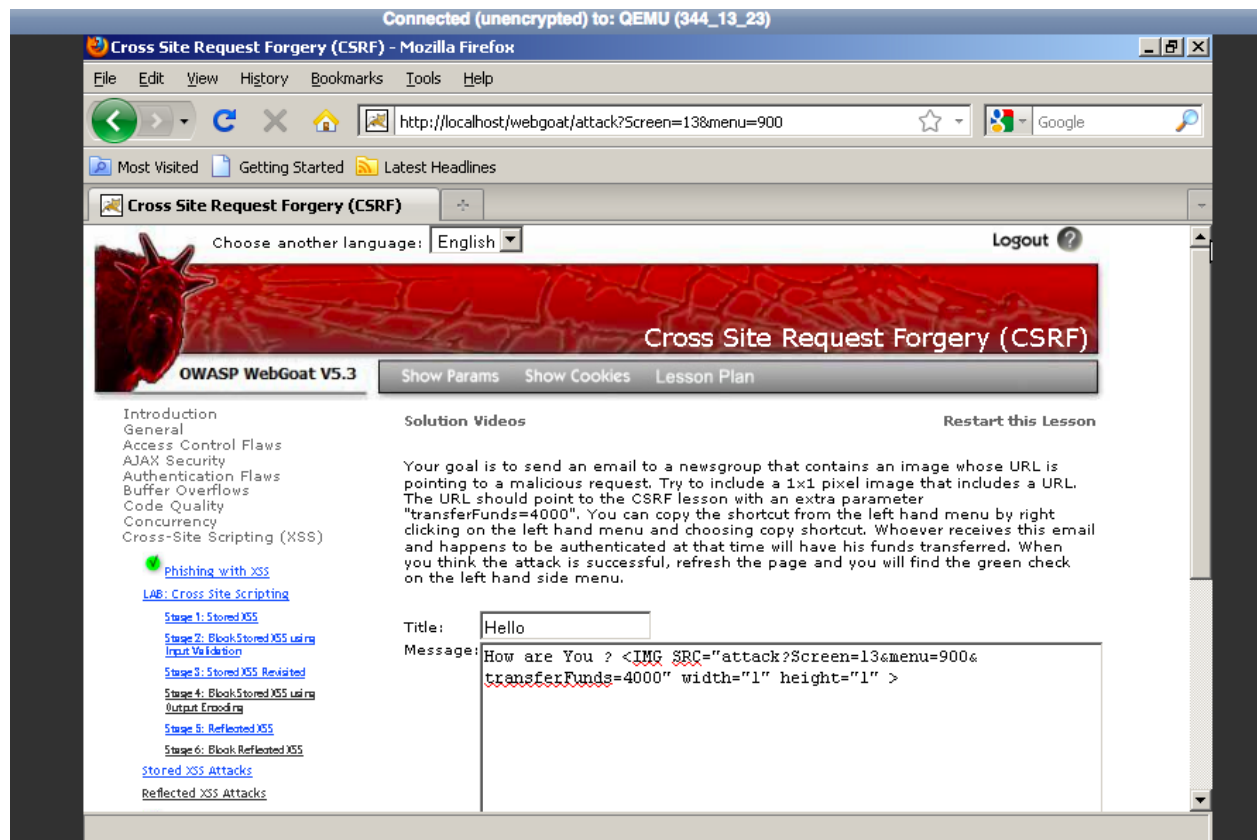 Connected (unencrypted) to: QEMU (344_13_23)
Cross Site Request Forgery (CSRF) - Mozilla Firefox
File Edit View History Bookmarks Tools Help
http://localhost/webgoat/attack?Screen=13&menu=900
Google
Most Visited Getting Started Latest Headlines
Cross Site Request Forgery (CSRF)
Choose another language: English
Logout ?
Cross Site Request Forgery (CSRF)
OWASP WebGoat V5.3
Show Params Show Cookies Lesson Plan
Introduction
General
Access Control Flaws
AJAX Security
Authentication Flaws
Buffer Overflows
Code Quality
Concurrency
Cross-Site Scripting (XSS)
Phishing with XSS
LAB: Cross Site Scripting
Stage 1: Stored XSS
Stage 2: Block Stored XSS using
Input Validation
Stage 3: Stored XSS Revisited
Stage 4: Block Stored XSS using
Output Encoding
Stage 5: Reflected XSS
Stage 6: Block Reflected XSS
Stored XSS Attacks
Reflected XSS Attacks
Solution Videos
Restart this Lesson
Your goal is to send an email to a newsgroup that contains an image whose URL is
pointing to a malicious request. Try to include a 1x1 pixel image that includes a URL.
The URL should point to the CSRF lesson with an extra parameter
"transferFunds=4000". You can copy the shortcut from the left hand menu by right
clicking on the left hand menu and choosing copy shortcut. Whoever receives this email
and happens to be authenticated at that time will have his funds transferred. When
you think the attack is successful, refresh the page and you will find the green check
on the left hand side menu.
Title: Hello
Message: How are You ? <IMG SRC="attack?Screen=13&menu=900&
transferFunds=4000" width="1" height="1" >